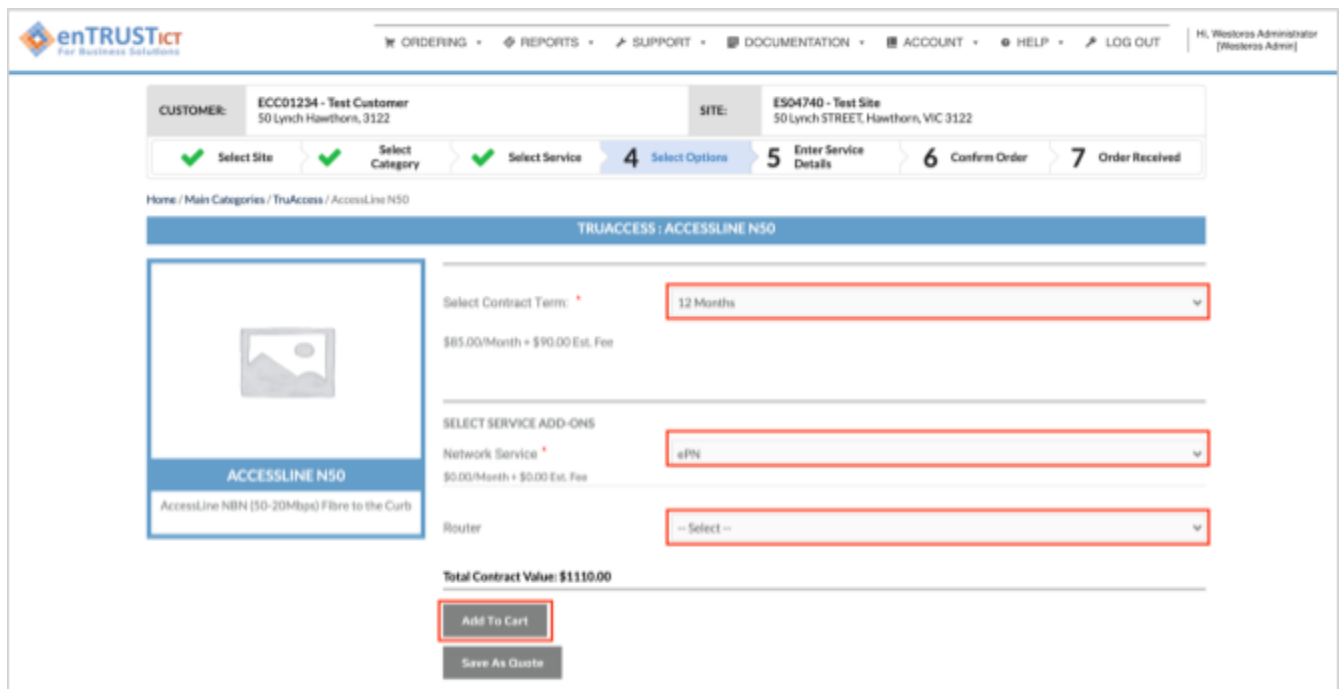 enTRUSTICT
For Business Solutions
ORDERING
REPORTS
SUPPORT
DOCUMENTATION
ACCOUNT
HELP
LOG OUT
Hi, Westeros Administrator
[Westeros Admin]
CUSTOMER:
ECC01234 - Test Customer
50 Lynch Hawthorn, 3122
SITE:
ES04740 - Test Site
50 Lynch STREET, Hawthorn, VIC 3122
Select Site
Select
Category
Select Service
4 Select Options
5 Enter Service
Details
6 Confirm Order
7 Order Received
Home / Main Categories / TruAccess / AccessLine N50
TRUACCESS : ACCESSLINE N50
Select Contract Term: *
12 Months
$85.00/Month + $90.00 Est. Fee
SELECT SERVICE ADD-ONS
Network Service *
ePN
$0.00/Month + $0.00 Est. Fee
ACCESSLINE N50
AccessLine NBN (50-20Mbps) Fibre to the Curb
Router
-- Select --
Total Contract Value: $1110.00
Add To Cart
Save As Quote